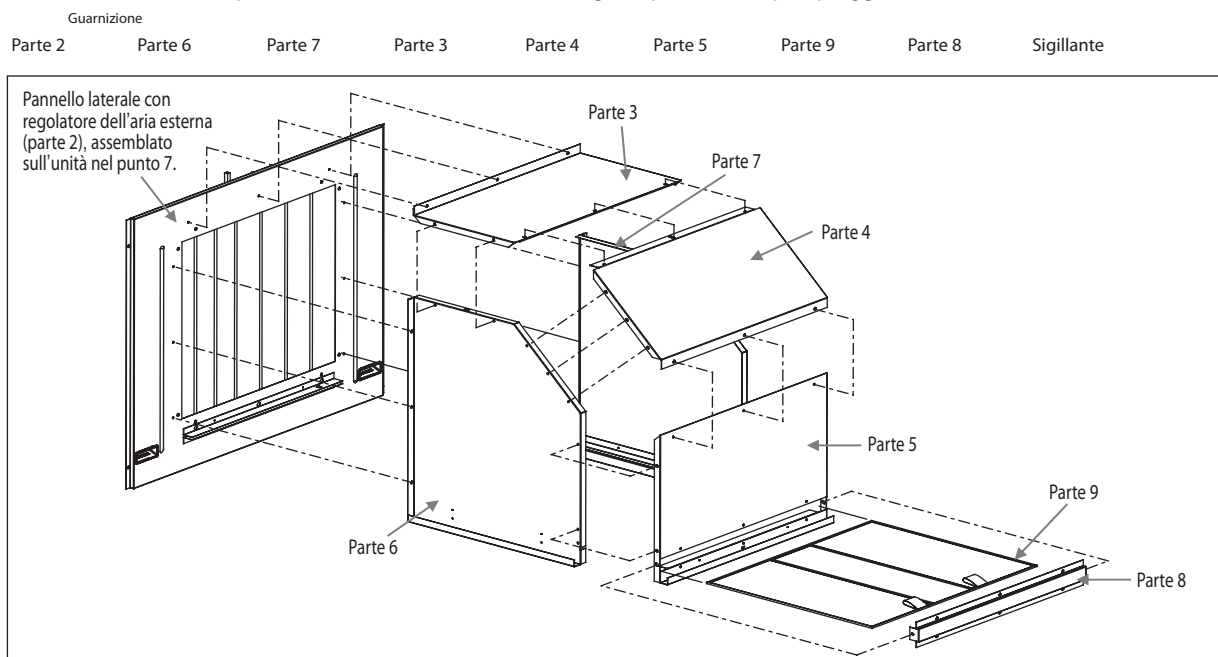 Guarnizione
Parte 2 Parte 6 Parte 7 Parte 3 Parte 4 Parte 5 Parte 9 Parte 8 Sigillante
Pannello laterale con
regolatore dell'aria esterna
(parte 2), assemblato
sull'unità nel punto 7.
Parte 3
Parte 7
Parte 4
Parte 5
Parte 9
Parte 6
Parte 8